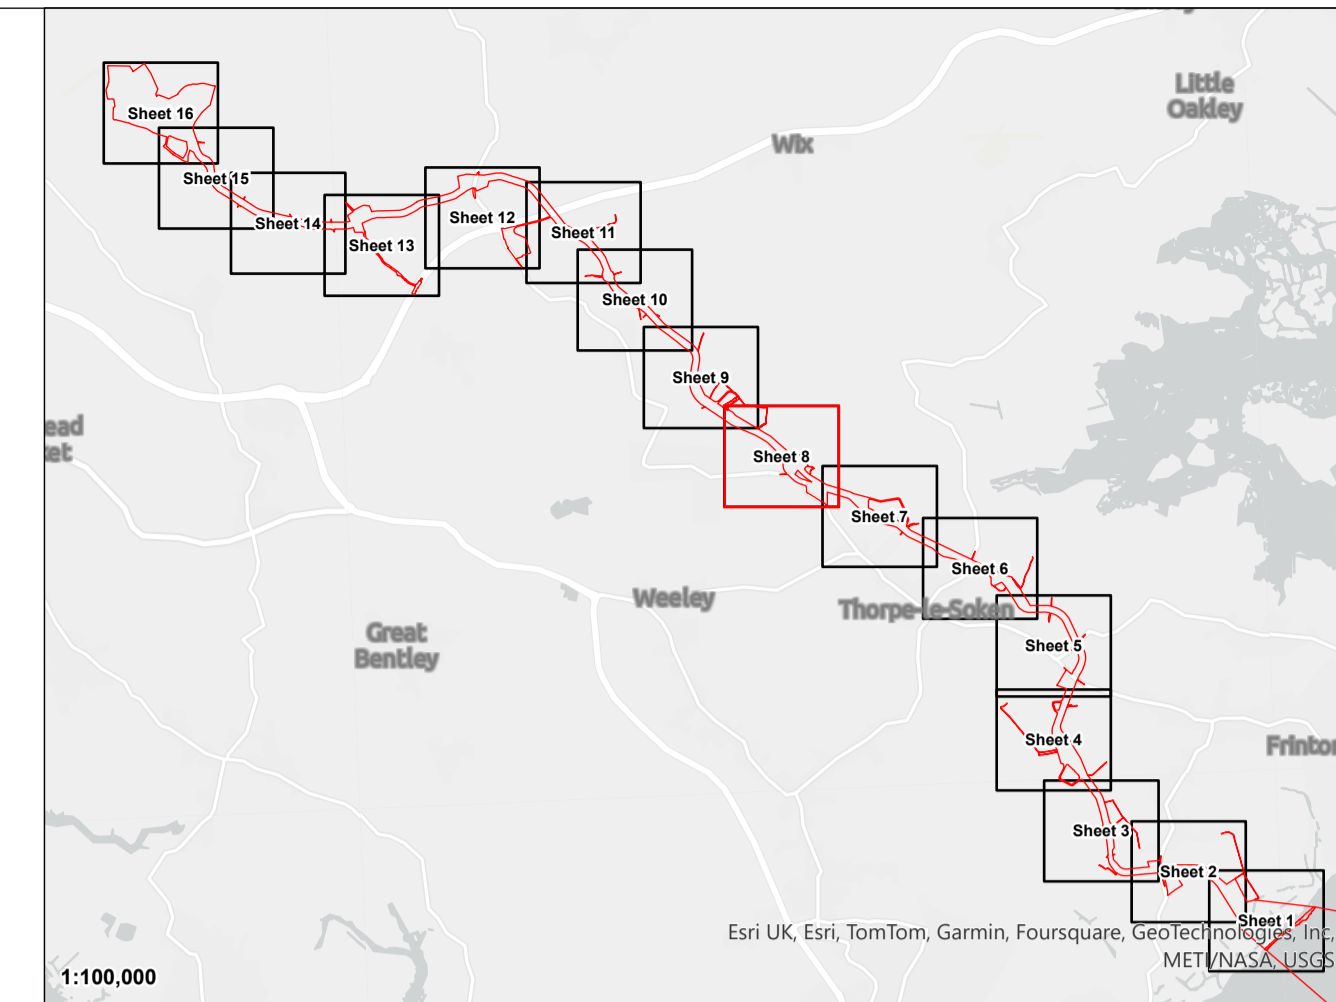 Little
Oakley
Wix
Sheet 16
Sheet 15
Sheet 14
Sheet 13
Sheet 12
Sheet 11
Sheet 10
Sheet 9
Sheet 8
Sheet 7
Sheet 6
Weeley
Thorpe-le-Soken
Great
Bentley
Sheet 5
Sheet 4
Sheet 3
Sheet 2
Sheet 1
Esri UK, Esri, TomTom, Garmin, Foursquare, GeoTechnologies, Inc,
METI/NASA, USGS
1:100,000